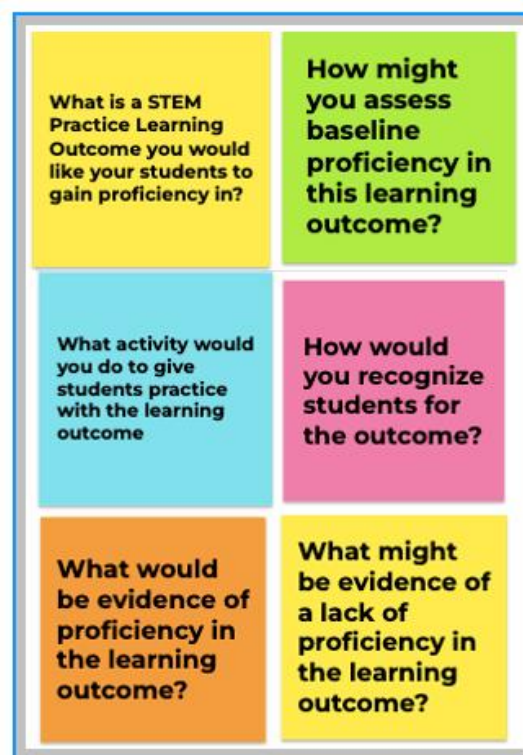 What is a STEM
Practice Learning
Outcome you would
like your students to
gain proficiency in?
How might
you assess
baseline
proficiency in
this learning
outcome?
What activity would
you do to give
students practice
with the learning
outcome
How would
you recognize
students for
the outcome?
What would
be evidence of
proficiency in
the learning
outcome?
What might
be evidence of
a lack of
proficiency in
the learning
outcome?